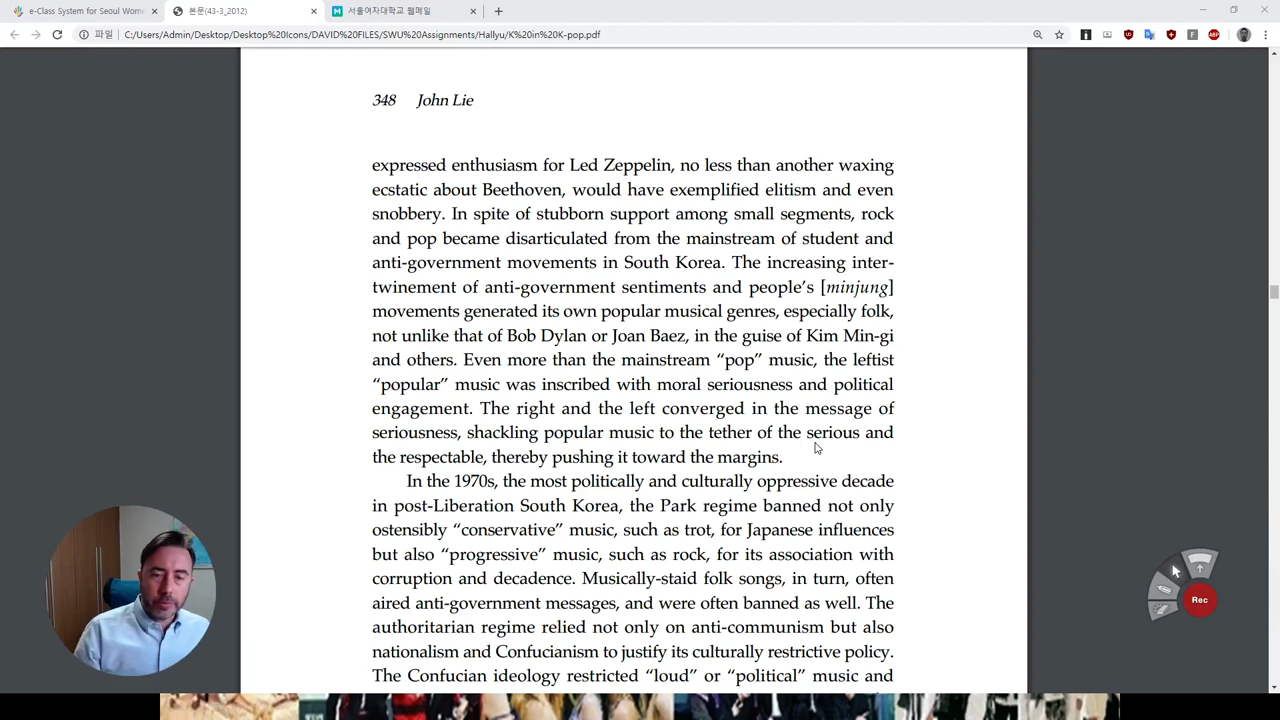 e-Class System for Seoul Wome
본문(43-3_2012)
서울여자대학교 웹메일
파일 C:/Users/Admin/Desktop/Desktop%20Icons/DAVID%20FILES/SWU%20Assignments/Hallyu/K%20in%20K-pop.pdf
348 John Lie
expressed enthusiasm for Led Zeppelin, no less than another waxing
ecstatic about Beethoven, would have exemplified elitism and even
snobbery. In spite of stubborn support among small segments, rock
and pop became disarticulated from the mainstream of student and
anti-government movements in South Korea. The increasing inter-
twinement of anti-government sentiments and people’s [minjung]
movements generated its own popular musical genres, especially folk,
not unlike that of Bob Dylan or Joan Baez, in the guise of Kim Min-gi
and others. Even more than the mainstream “pop” music, the leftist
“popular” music was inscribed with moral seriousness and political
engagement. The right and the left converged in the message of
seriousness, shackling popular music to the tether of the serious and
the respectable, thereby pushing it toward the margins.
In the 1970s, the most politically and culturally oppressive decade
in post-Liberation South Korea, the Park regime banned not only
ostensibly “conservative” music, such as trot, for Japanese influences
but also “progressive” music, such as rock, for its association with
corruption and decadence. Musically-staid folk songs, in turn, often
aired anti-government messages, and were often banned as well. The
authoritarian regime relied not only on anti-communism but also
nationalism and Confucianism to justify its culturally restrictive policy.
The Confucian ideology restricted “loud” or “political” music and
Rec